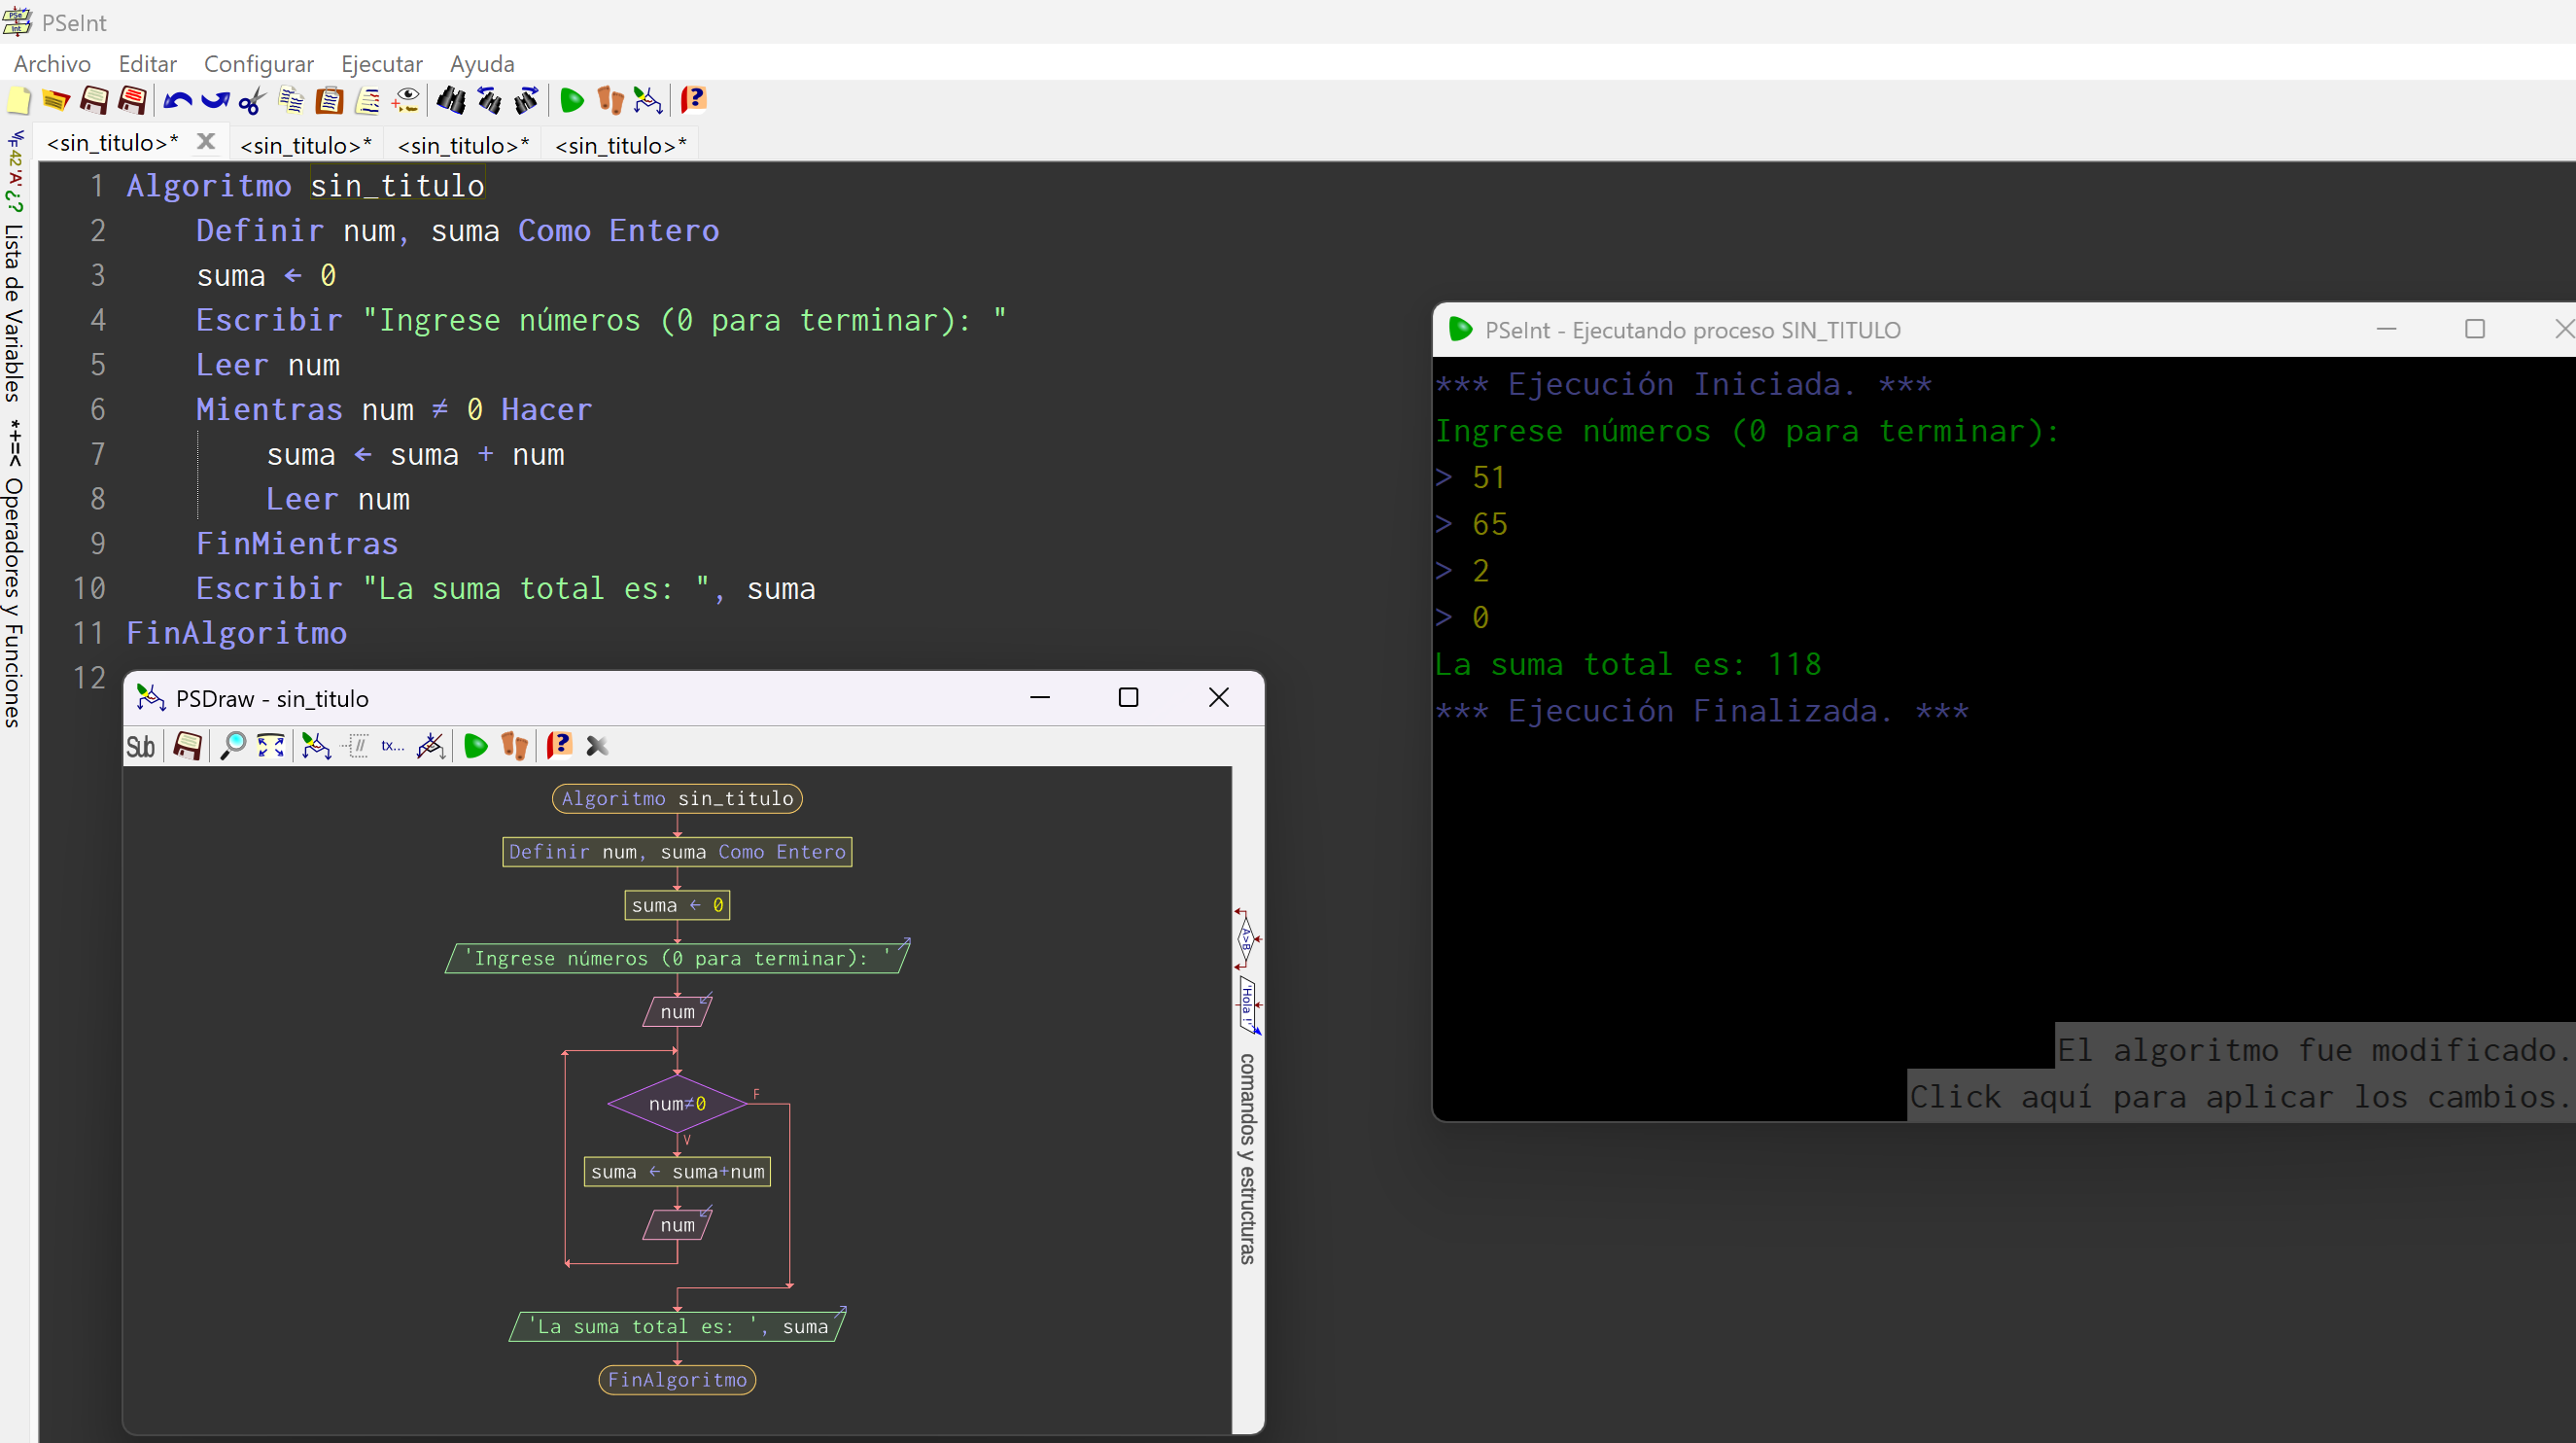 PSeInt
Archivo Editar Configurar Ejecutar Ayuda
<sin_titulo>* <sin_titulo>* <sin_titulo>* <sin_titulo>*
42 'A' ¿? Lista de Variables
*+=< Operadores y Funciones
1 Algoritmo sin_titulo
2 Definir num, suma Como Entero
3 suma ← 0
4 Escribir "Ingrese números (0 para terminar): "
5 Leer num
6 Mientras num ≠ 0 Hacer
7 suma ← suma + num
8 Leer num
9 FinMientras
10 Escribir "La suma total es: ", suma
11 FinAlgoritmo
12
PSDraw - sin_titulo
Sub tx...
Algoritmo sin_titulo
Definir num, suma Como Entero
suma ← 0
'Ingrese números (0 para terminar): '
num
num≠0
F
V
suma ← suma+num
num
'La suma total es: ', suma
FinAlgoritmo
A>B
'Hola !'
comandos y estructuras
PSeInt - Ejecutando proceso SIN_TITULO
*** Ejecución Iniciada. ***
Ingrese números (0 para terminar):
> 51
> 65
> 2
> 0
La suma total es: 118
*** Ejecución Finalizada. ***
El algoritmo fue modificado.
Click aquí para aplicar los cambios.